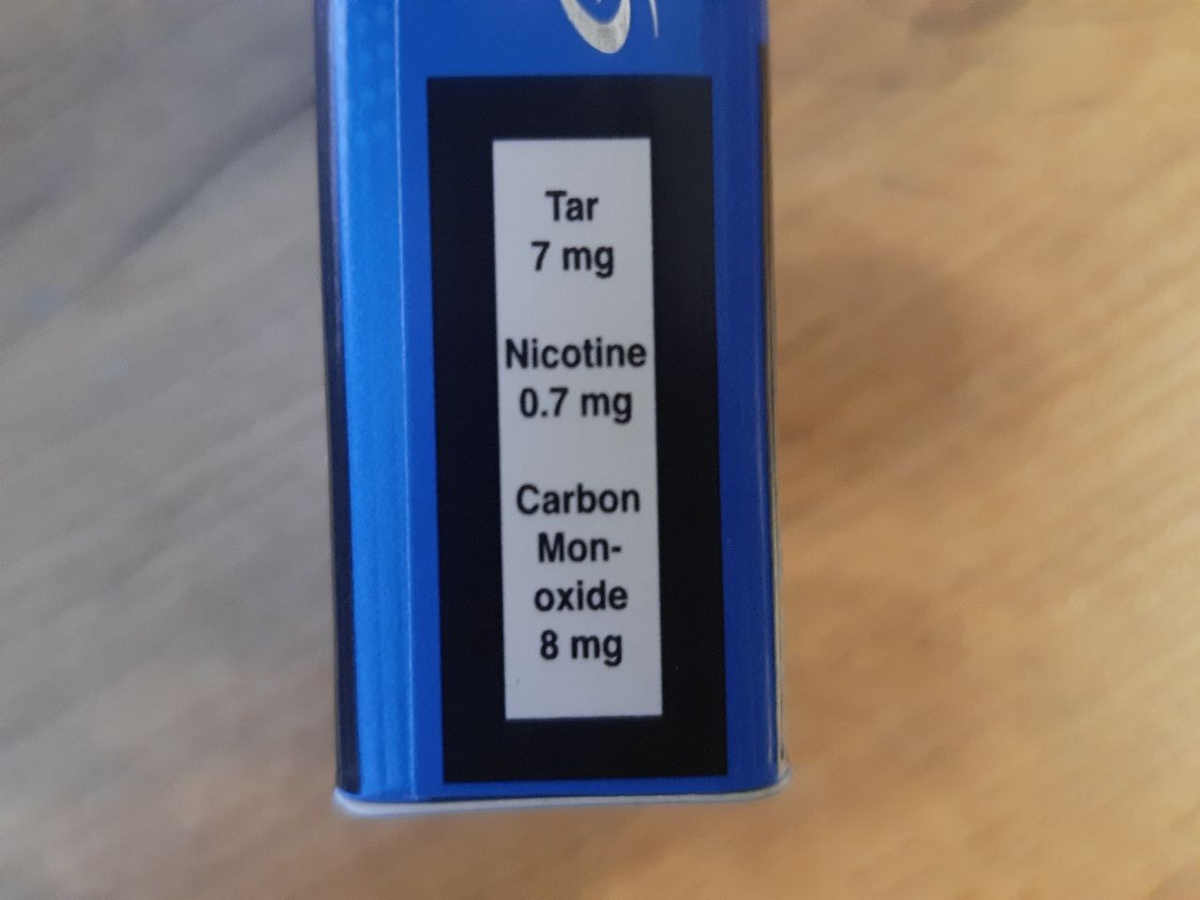 Tar
7 mg
Nicotine
0.7 mg
Carbon
Mon-
oxide
8 mg